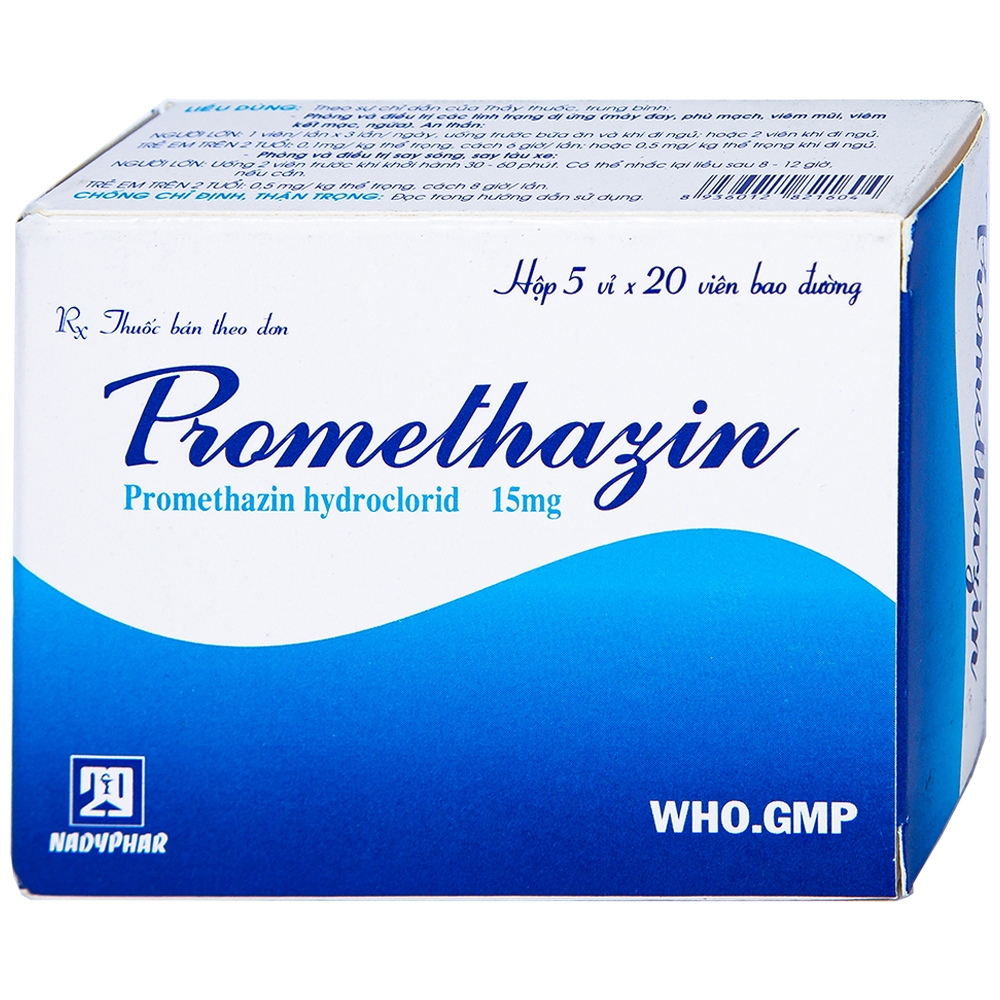 LIỀU DÙNG: Theo sự chỉ dẫn của Thầy thuốc, trung bình:
- Phòng và điều trị các tình trạng dị ứng (mày đay, phù mạch, viêm mũi, viêm
kết mạc, ngứa). An thần:
NGƯỜI LỚN: 1 viên/ lần x 3 lần/ ngày, uống trước bữa ăn và khi đi ngủ; hoặc 2 viên khi đi ngủ.
TRẺ EM TRÊN 2 TUỔI: 0,1mg/ kg thể trọng, cách 6 giờ/ lần; hoặc 0,5 mg/ kg thể trọng khi đi ngủ.
- Phòng và điều trị say sóng, say tàu xe:
NGƯỜI LỚN: Uống 2 viên trước khi khởi hành 30 - 60 phút. Có thể nhắc lại liều sau 8 - 12 giờ,
nếu cần.
TRẺ EM TRÊN 2 TUỔI: 0,5 mg/ kg thể trọng, cách 8 giờ/ lần.
CHỐNG CHỈ ĐỊNH, THẬN TRỌNG: Đọc trong hướng dẫn sử dụng.
8 936012 821604
Hộp 5 vỉ x 20 viên bao đường
Rx Thuốc bán theo đơn
Promethazin
Promethazin hydroclorid 15mg
NADYPHAR
WHO.GMP
Promethazin